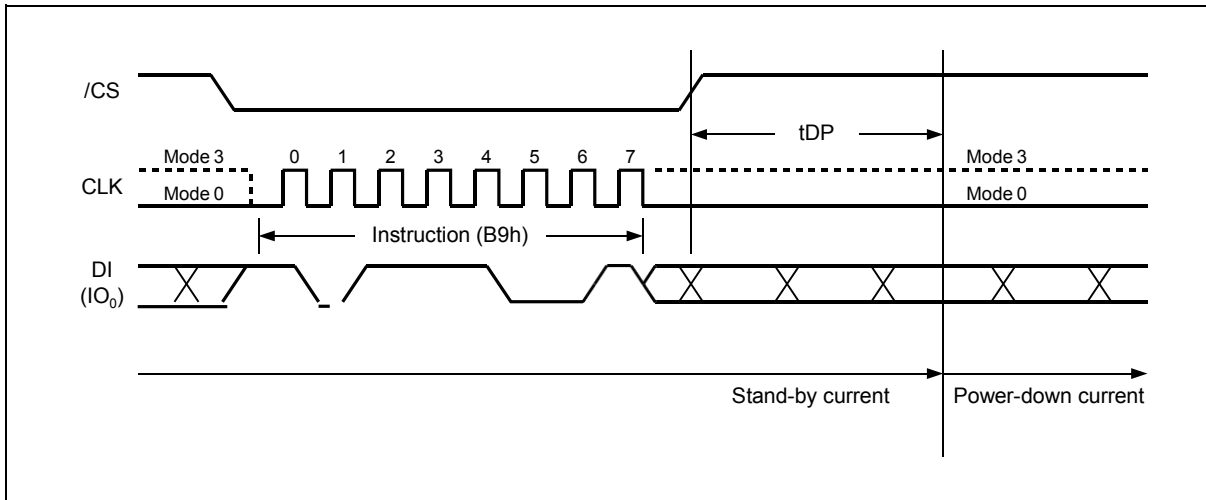 /CS
tDP
Mode 3 0 1 2 3 4 5 6 7 Mode 3
CLK
Mode 0 Mode 0
Instruction (B9h)
DI
(IO₀)
Stand-by current Power-down current